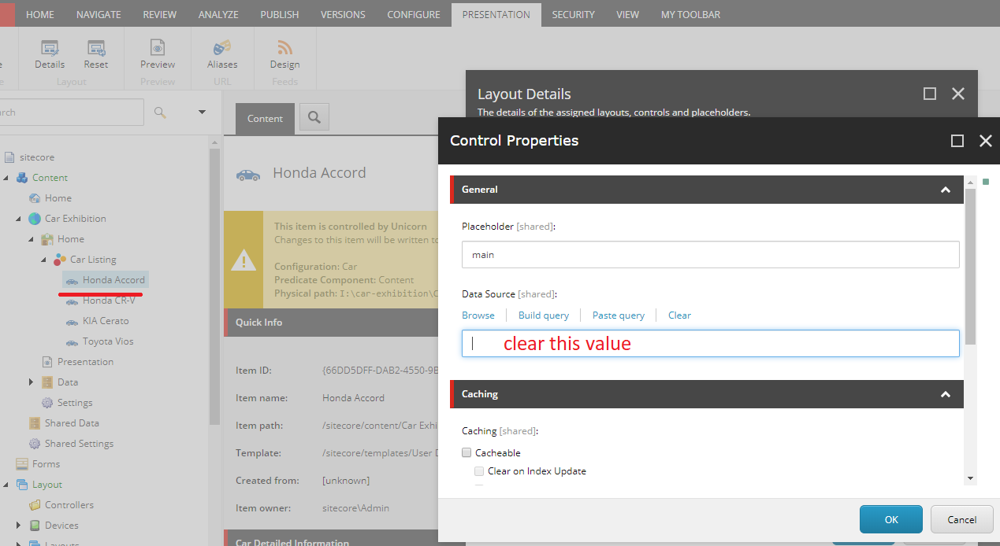 HOME NAVIGATE REVIEW ANALYZE PUBLISH VERSIONS CONFIGURE PRESENTATION SECURITY VIEW MY TOOLBAR
Details Reset Preview Aliases Design
Layout Preview URL Feeds
Layout Details
The details of the assigned layouts, controls and placeholders.
rch
Content
Control Properties
sitecore
Content
Home
Car Exhibition
Home
Car Listing
Honda Accord
Honda CR-V
KIA Cerato
Toyota Vios
Presentation
Data
Settings
Shared Data
Shared Settings
Forms
Layout
Controllers
Devices
Layouts
Honda Accord
This item is controlled by Unicorn
Changes to this item will be written to
Configuration: Car
Predicate Component: Content
Physical path: I:\car-exhibition\C
Quick Info
Item ID: {66DD5DFF-DAB2-4550-9E
Item name: Honda Accord
Item path: /sitecore/content/Car Exhi
Template: /sitecore/templates/User D
Created from: [unknown]
Item owner: sitecore\Admin
Car Detailed Information
General
Placeholder [shared]:
main
Data Source [shared]:
Browse Build query Paste query Clear
clear this value
Caching
Caching [shared]:
Cacheable
Clear on Index Update
OK Cancel